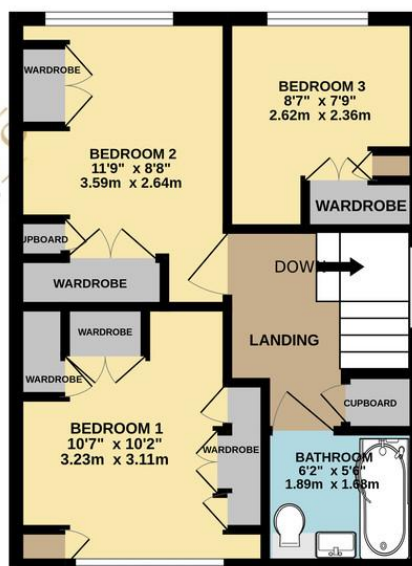 WARDROBE
BEDROOM 3
8'7" x 7'9"
2.62m x 2.36m
BEDROOM 2
11'9" x 8'8"
3.59m x 2.64m
WARDROBE
UPBOARD
DOWN
WARDROBE
LANDING
WARDROBE
WARDROBE
CUPBOARD
BEDROOM 1
10'7" x 10'2"
3.23m x 3.11m
WARDROBE
BATHROOM
6'2" x 5'6"
1.89m x 1.68m